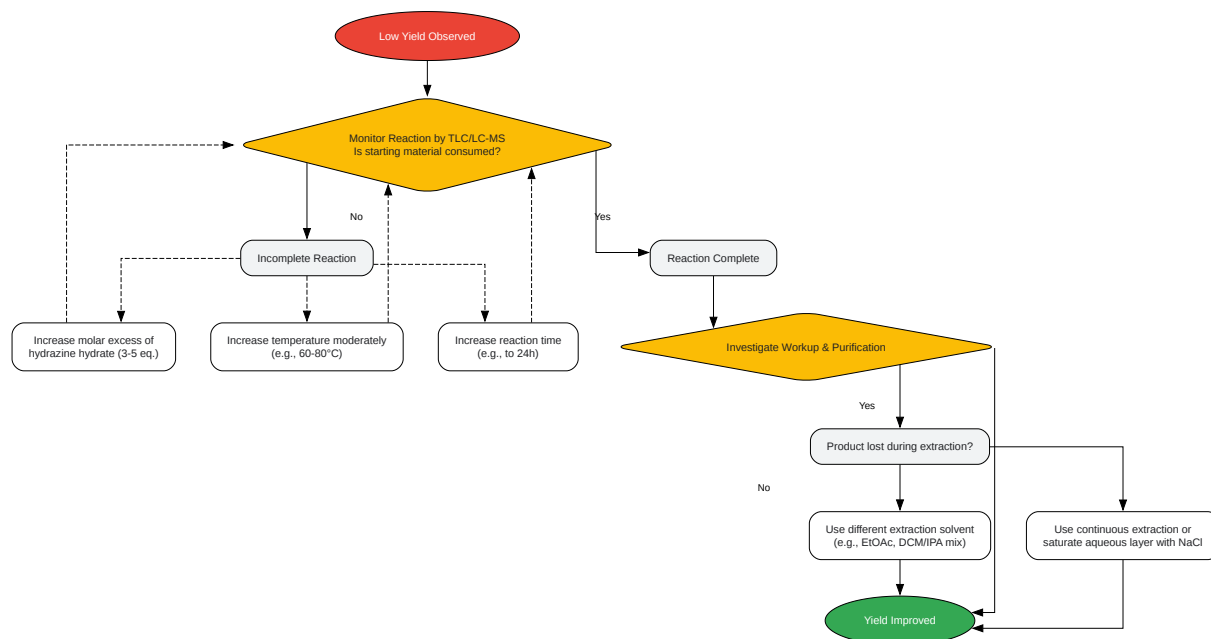 Low Yield Observed
Monitor Reaction by TLC/LC-MS
Is starting material consumed?
No
Yes
Incomplete Reaction
Reaction Complete
Increase molar excess of
hydrazine hydrate (3-5 eq.)
Increase temperature moderately
(e.g., 60-80°C)
Increase reaction time
(e.g., to 24h)
Investigate Workup & Purification
Yes
Product lost during extraction?
No
Use different extraction solvent
(e.g., EtOAc, DCM/IPA mix)
Use continuous extraction or
saturate aqueous layer with NaCl
Yield Improved